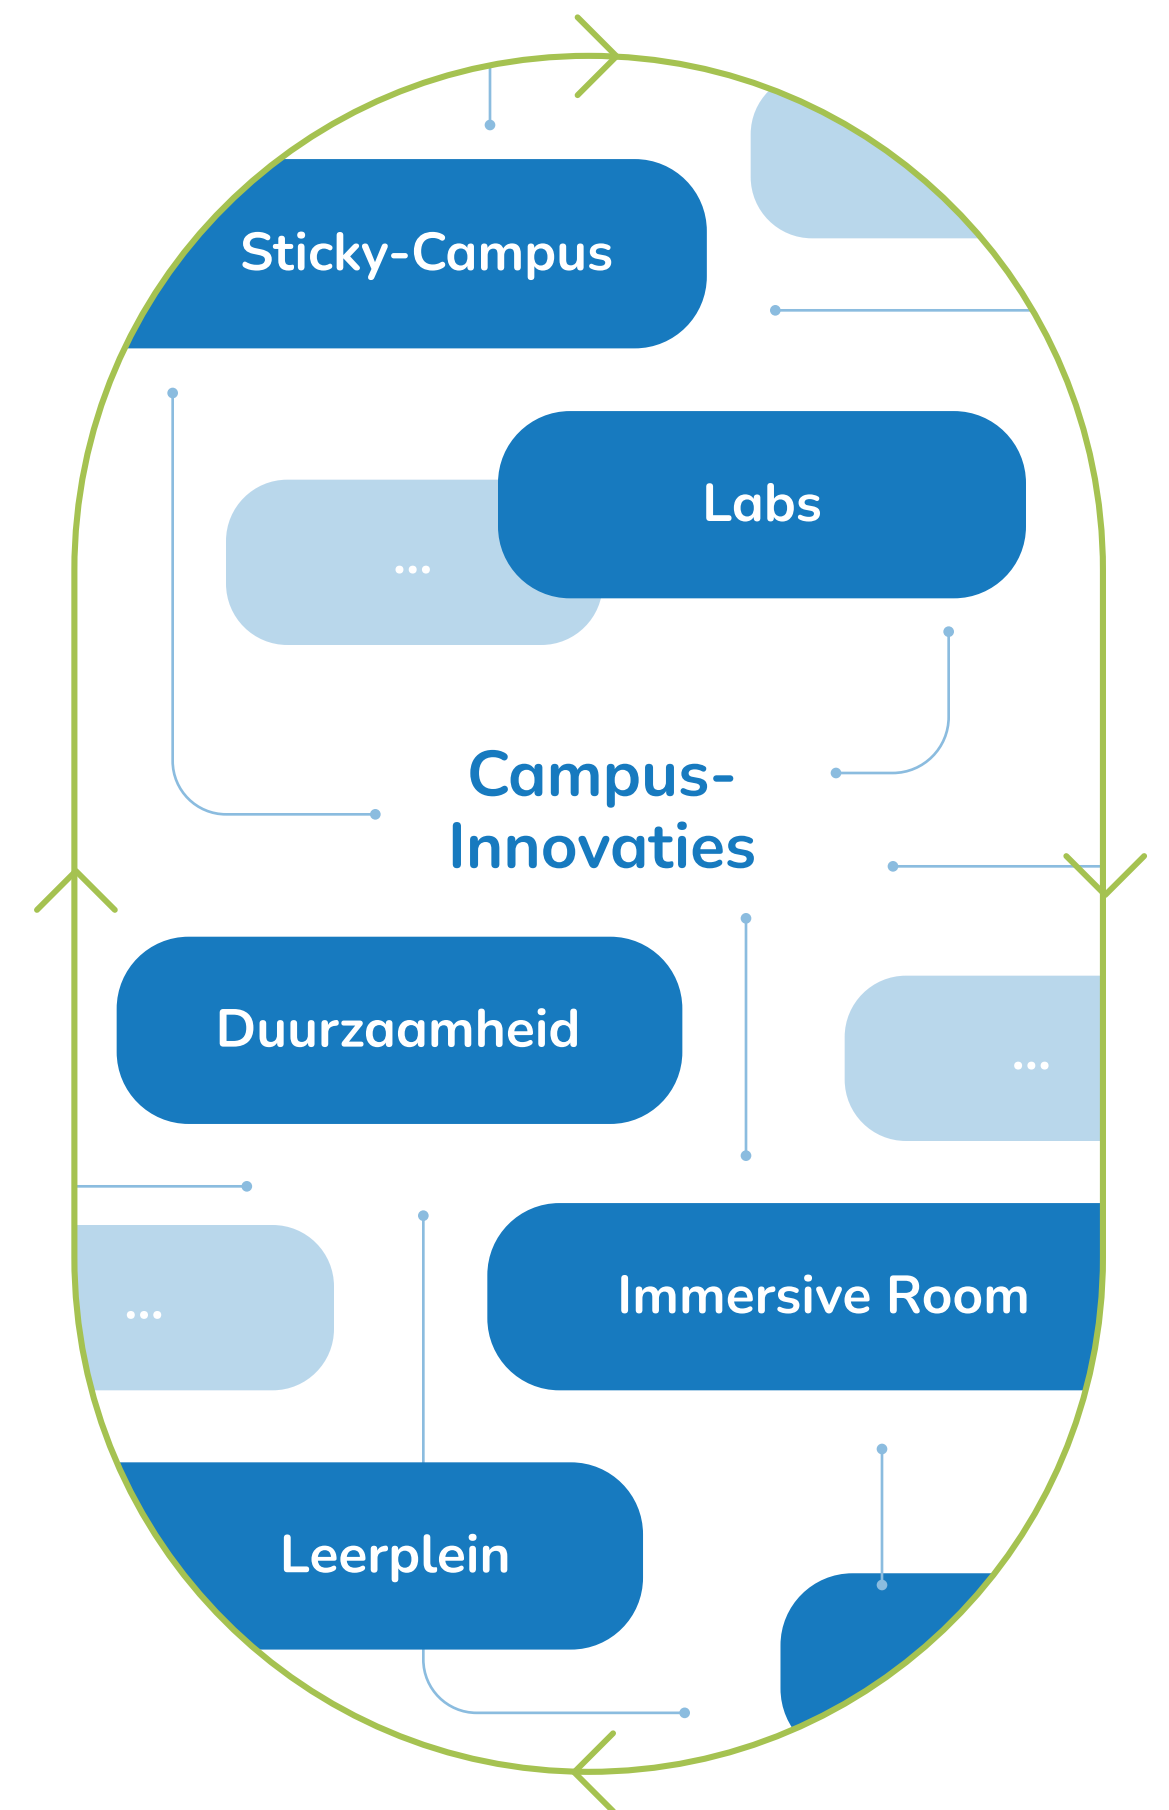 Sticky-Campus
Labs
...
Campus-
Innovaties
Duurzaamheid
...
Immersive Room
...
Leerplein